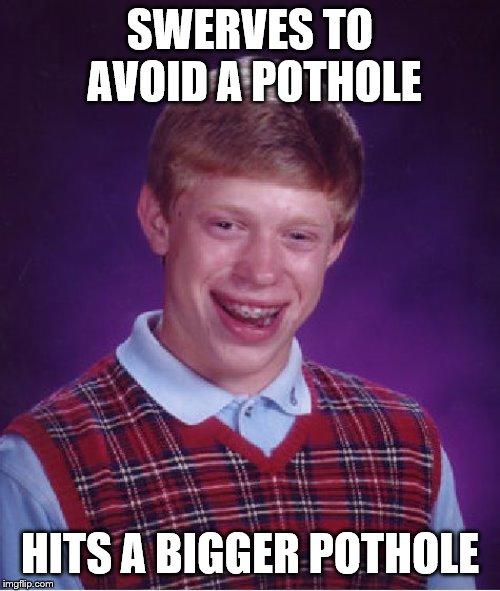 SWERVES TO
AVOID A POTHOLE
HITS A BIGGER POTHOLE
imgflip.com